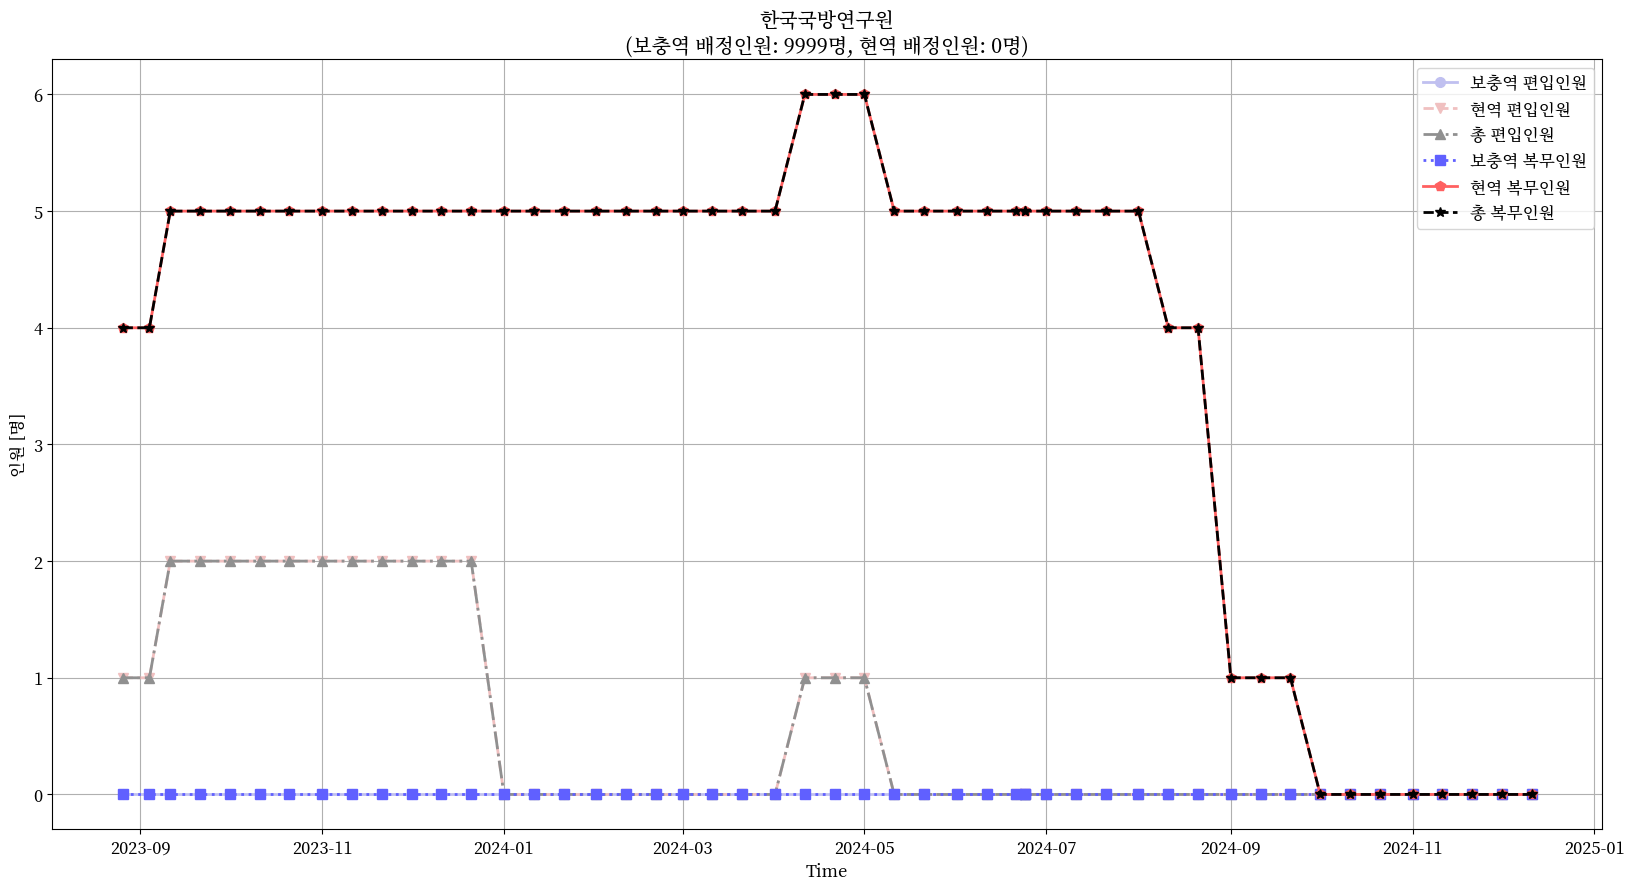 한국국방연구원
(보충역 배정인원: 9999명, 현역 배정인원: 0명)
보충역 편입인원
현역 편입인원
총 편입인원
보충역 복무인원
현역 복무인원
총 복무인원
인원 [명]
6
5
4
3
2
1
0
2023-09
2023-11
2024-01
2024-03
2024-05
2024-07
2024-09
2024-11
2025-01
Time